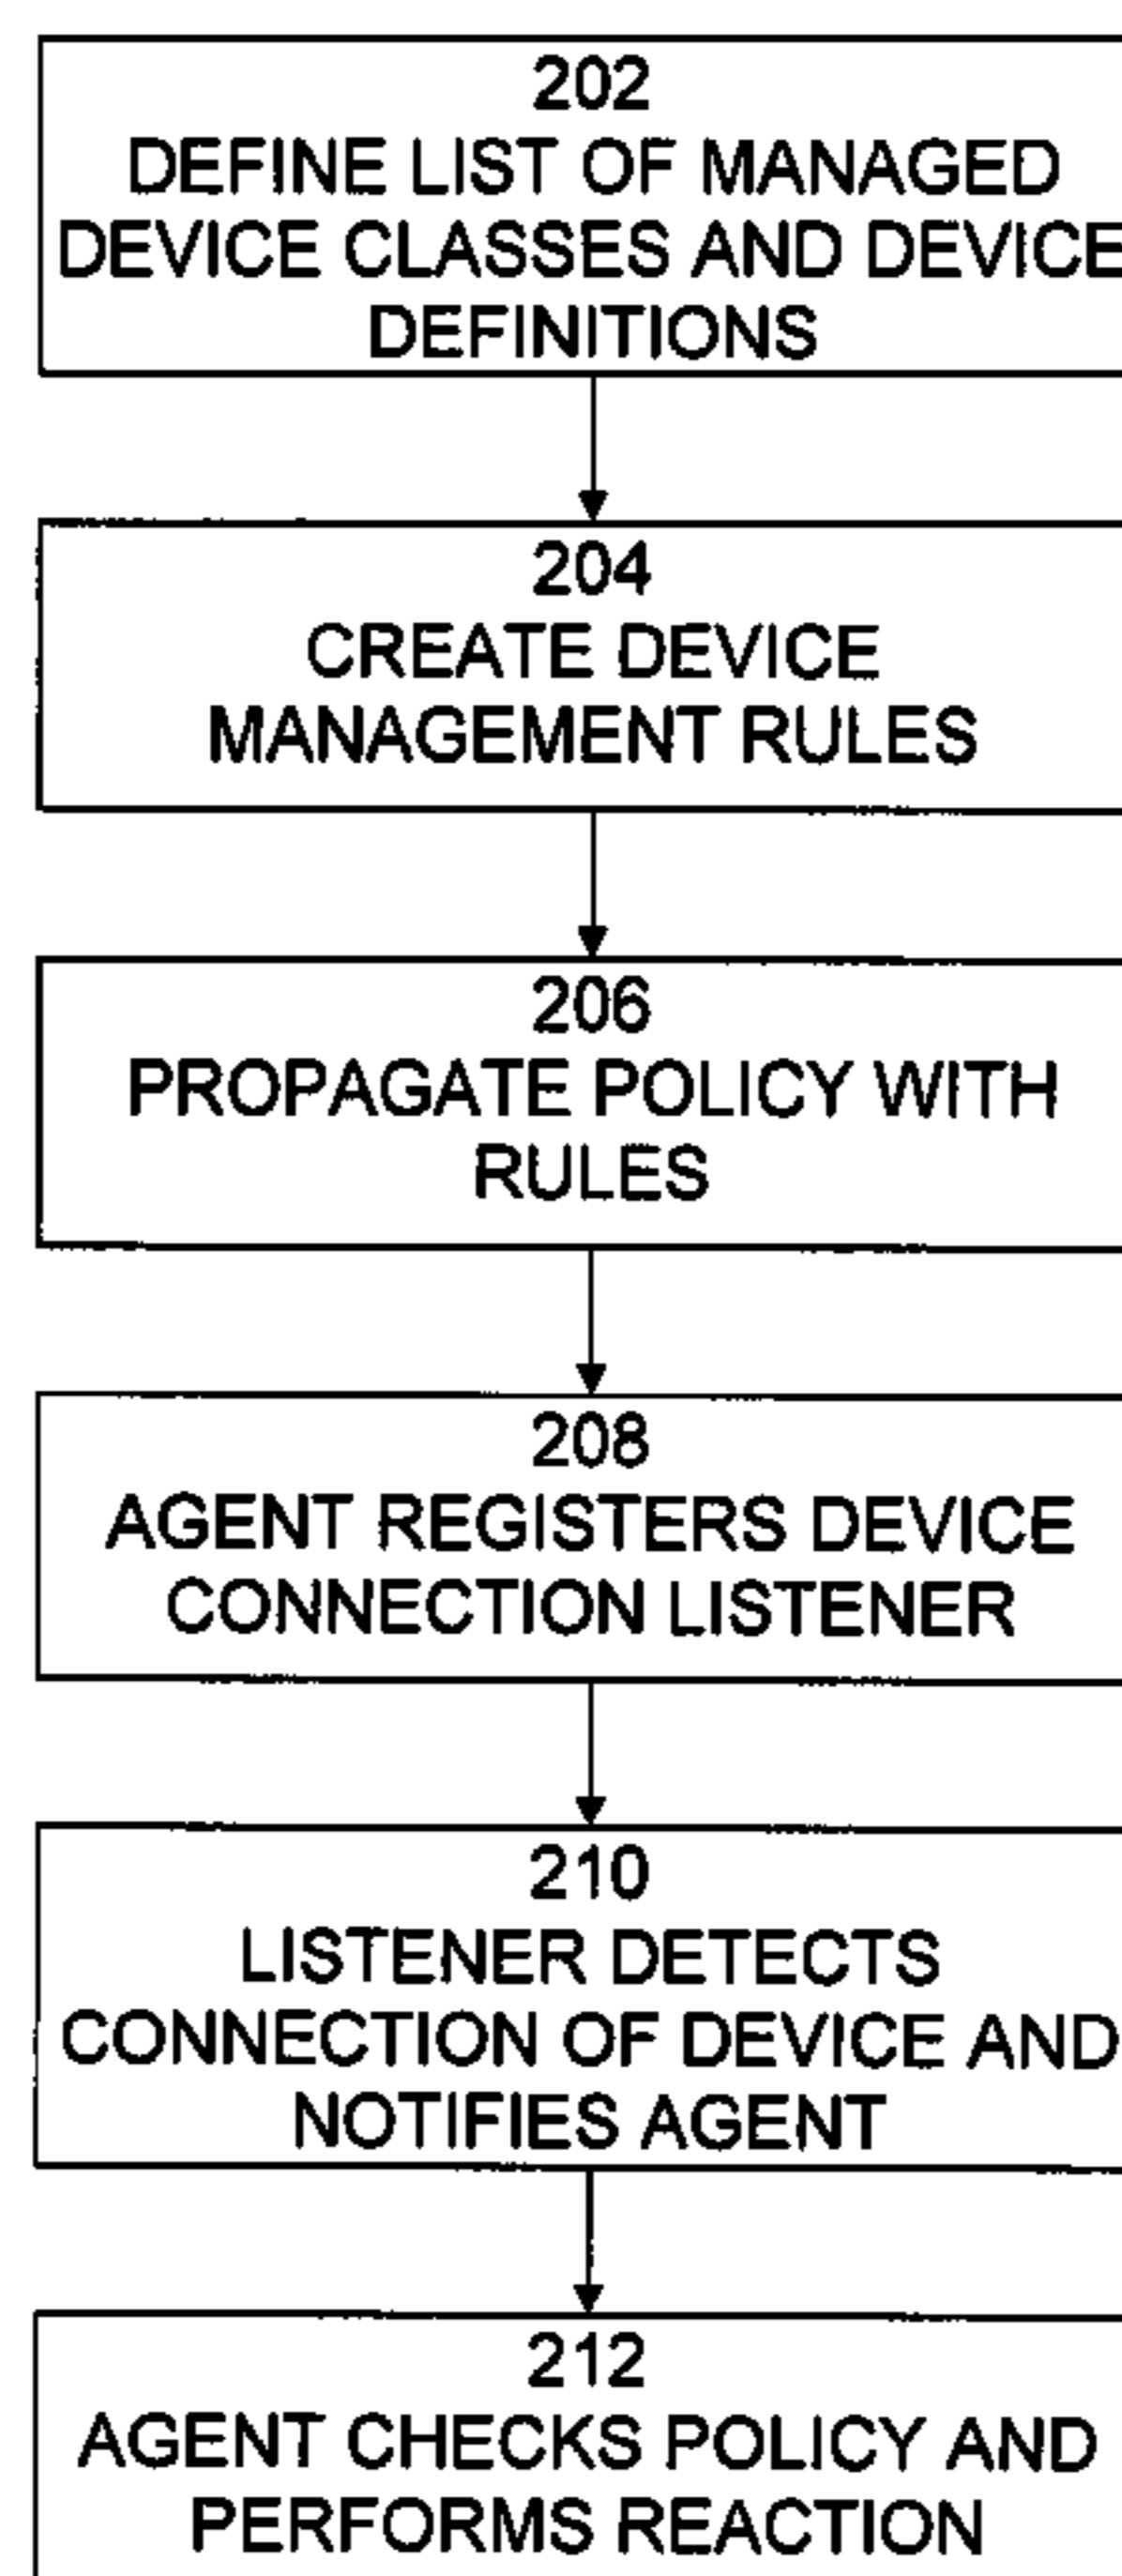 202
DEFINE LIST OF MANAGED
DEVICE CLASSES AND DEVICE
DEFINITIONS
204
CREATE DEVICE
MANAGEMENT RULES
206
PROPAGATE POLICY WITH
RULES
208
AGENT REGISTERS DEVICE
CONNECTION LISTENER
210
LISTENER DETECTS
CONNECTION OF DEVICE AND
NOTIFIES AGENT
212
AGENT CHECKS POLICY AND
PERFORMS REACTION